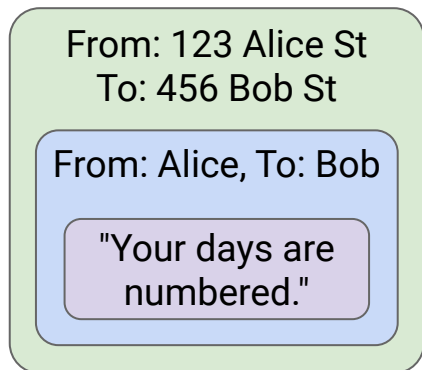 From: 123 Alice St
To: 456 Bob St
From: Alice, To: Bob
"Your days are
numbered."